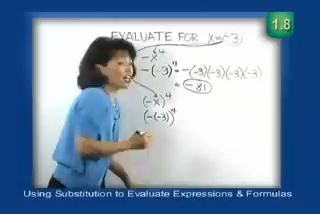 1.8
EVALUATE FOR x=-3
-x⁴
-(-3)⁴ = -(-3)(-3)(-3)(-3)
= -81
(-x)⁴
(-(-3))⁴
Using Substitution to Evaluate Expressions & Formulas